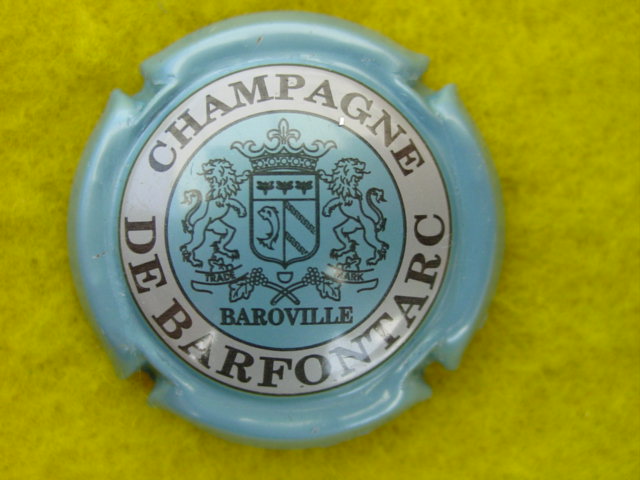 CHAMPAGNE
DE BARFONTARC
TRADE MARK
BAROVILLE